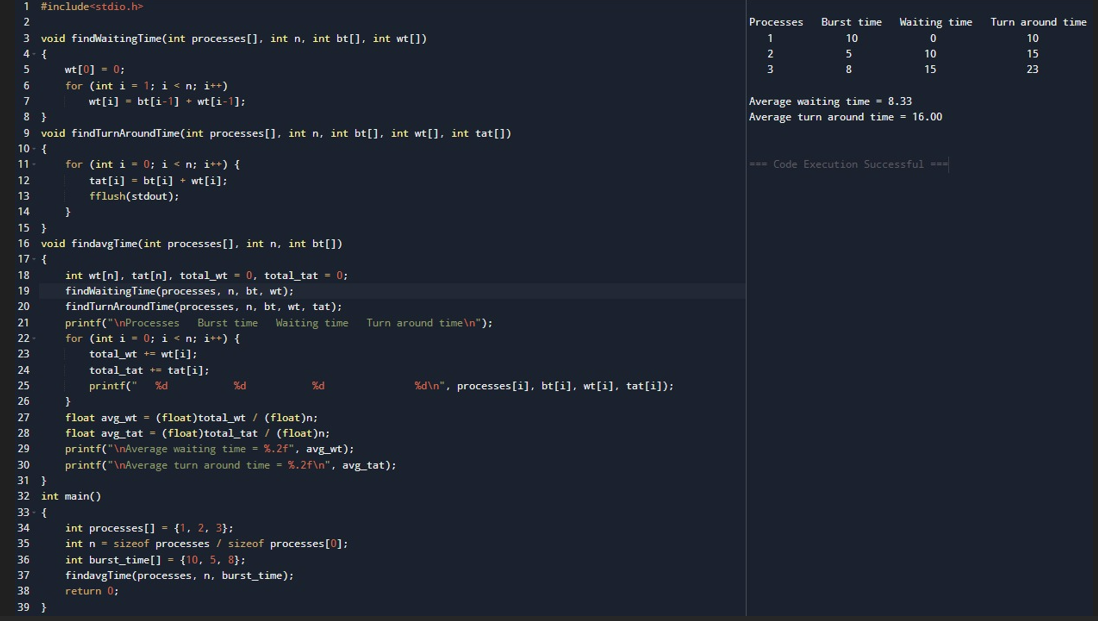 1 #include<stdio.h>
2
3 void findWaitingTime(int processes[], int n, int bt[], int wt[])
4 {
5     wt[0] = 0;
6     for (int i = 1; i < n; i++)
7         wt[i] = bt[i-1] + wt[i-1];
8 }
9 void findTurnAroundTime(int processes[], int n, int bt[], int wt[], int tat[])
10 {
11     for (int i = 0; i < n; i++) {
12         tat[i] = bt[i] + wt[i];
13         fflush(stdout);
14     }
15 }
16 void findavgTime(int processes[], int n, int bt[])
17 {
18     int wt[n], tat[n], total_wt = 0, total_tat = 0;
19     findWaitingTime(processes, n, bt, wt);
20     findTurnAroundTime(processes, n, bt, wt, tat);
21     printf("\nProcesses   Burst time   Waiting time   Turn around time\n");
22     for (int i = 0; i < n; i++) {
23         total_wt += wt[i];
24         total_tat += tat[i];
25         printf("   %d           %d           %d               %d\n", processes[i], bt[i], wt[i], tat[i]);
26     }
27     float avg_wt = (float)total_wt / (float)n;
28     float avg_tat = (float)total_tat / (float)n;
29     printf("\nAverage waiting time = %.2f", avg_wt);
30     printf("\nAverage turn around time = %.2f\n", avg_tat);
31 }
32 int main()
33 {
34     int processes[] = {1, 2, 3};
35     int n = sizeof processes / sizeof processes[0];
36     int burst_time[] = {10, 5, 8};
37     findavgTime(processes, n, burst_time);
38     return 0;
39 }
Processes   Burst time   Waiting time   Turn around time
   1            10            0               10
   2            5            10               15
   3            8            15               23
Average waiting time = 8.33
Average turn around time = 16.00
=== Code Execution Successful ===